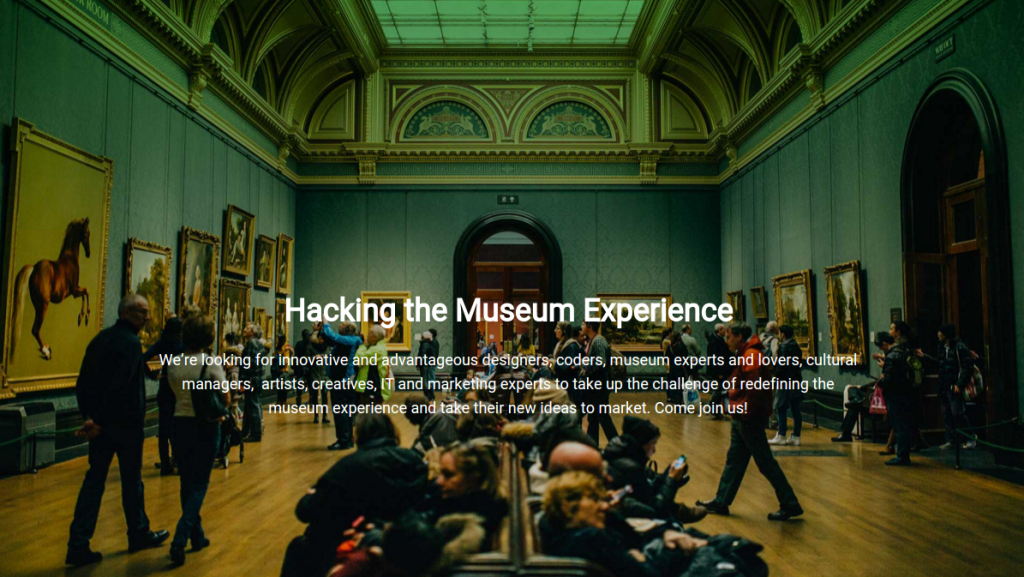 Hacking the Museum Experience
We're looking for innovative and advantageous designers, coders, museum experts and lovers, cultural
managers, artists, creatives, IT and marketing experts to take up the challenge of redefining the
museum experience and take their new ideas to market. Come join us!